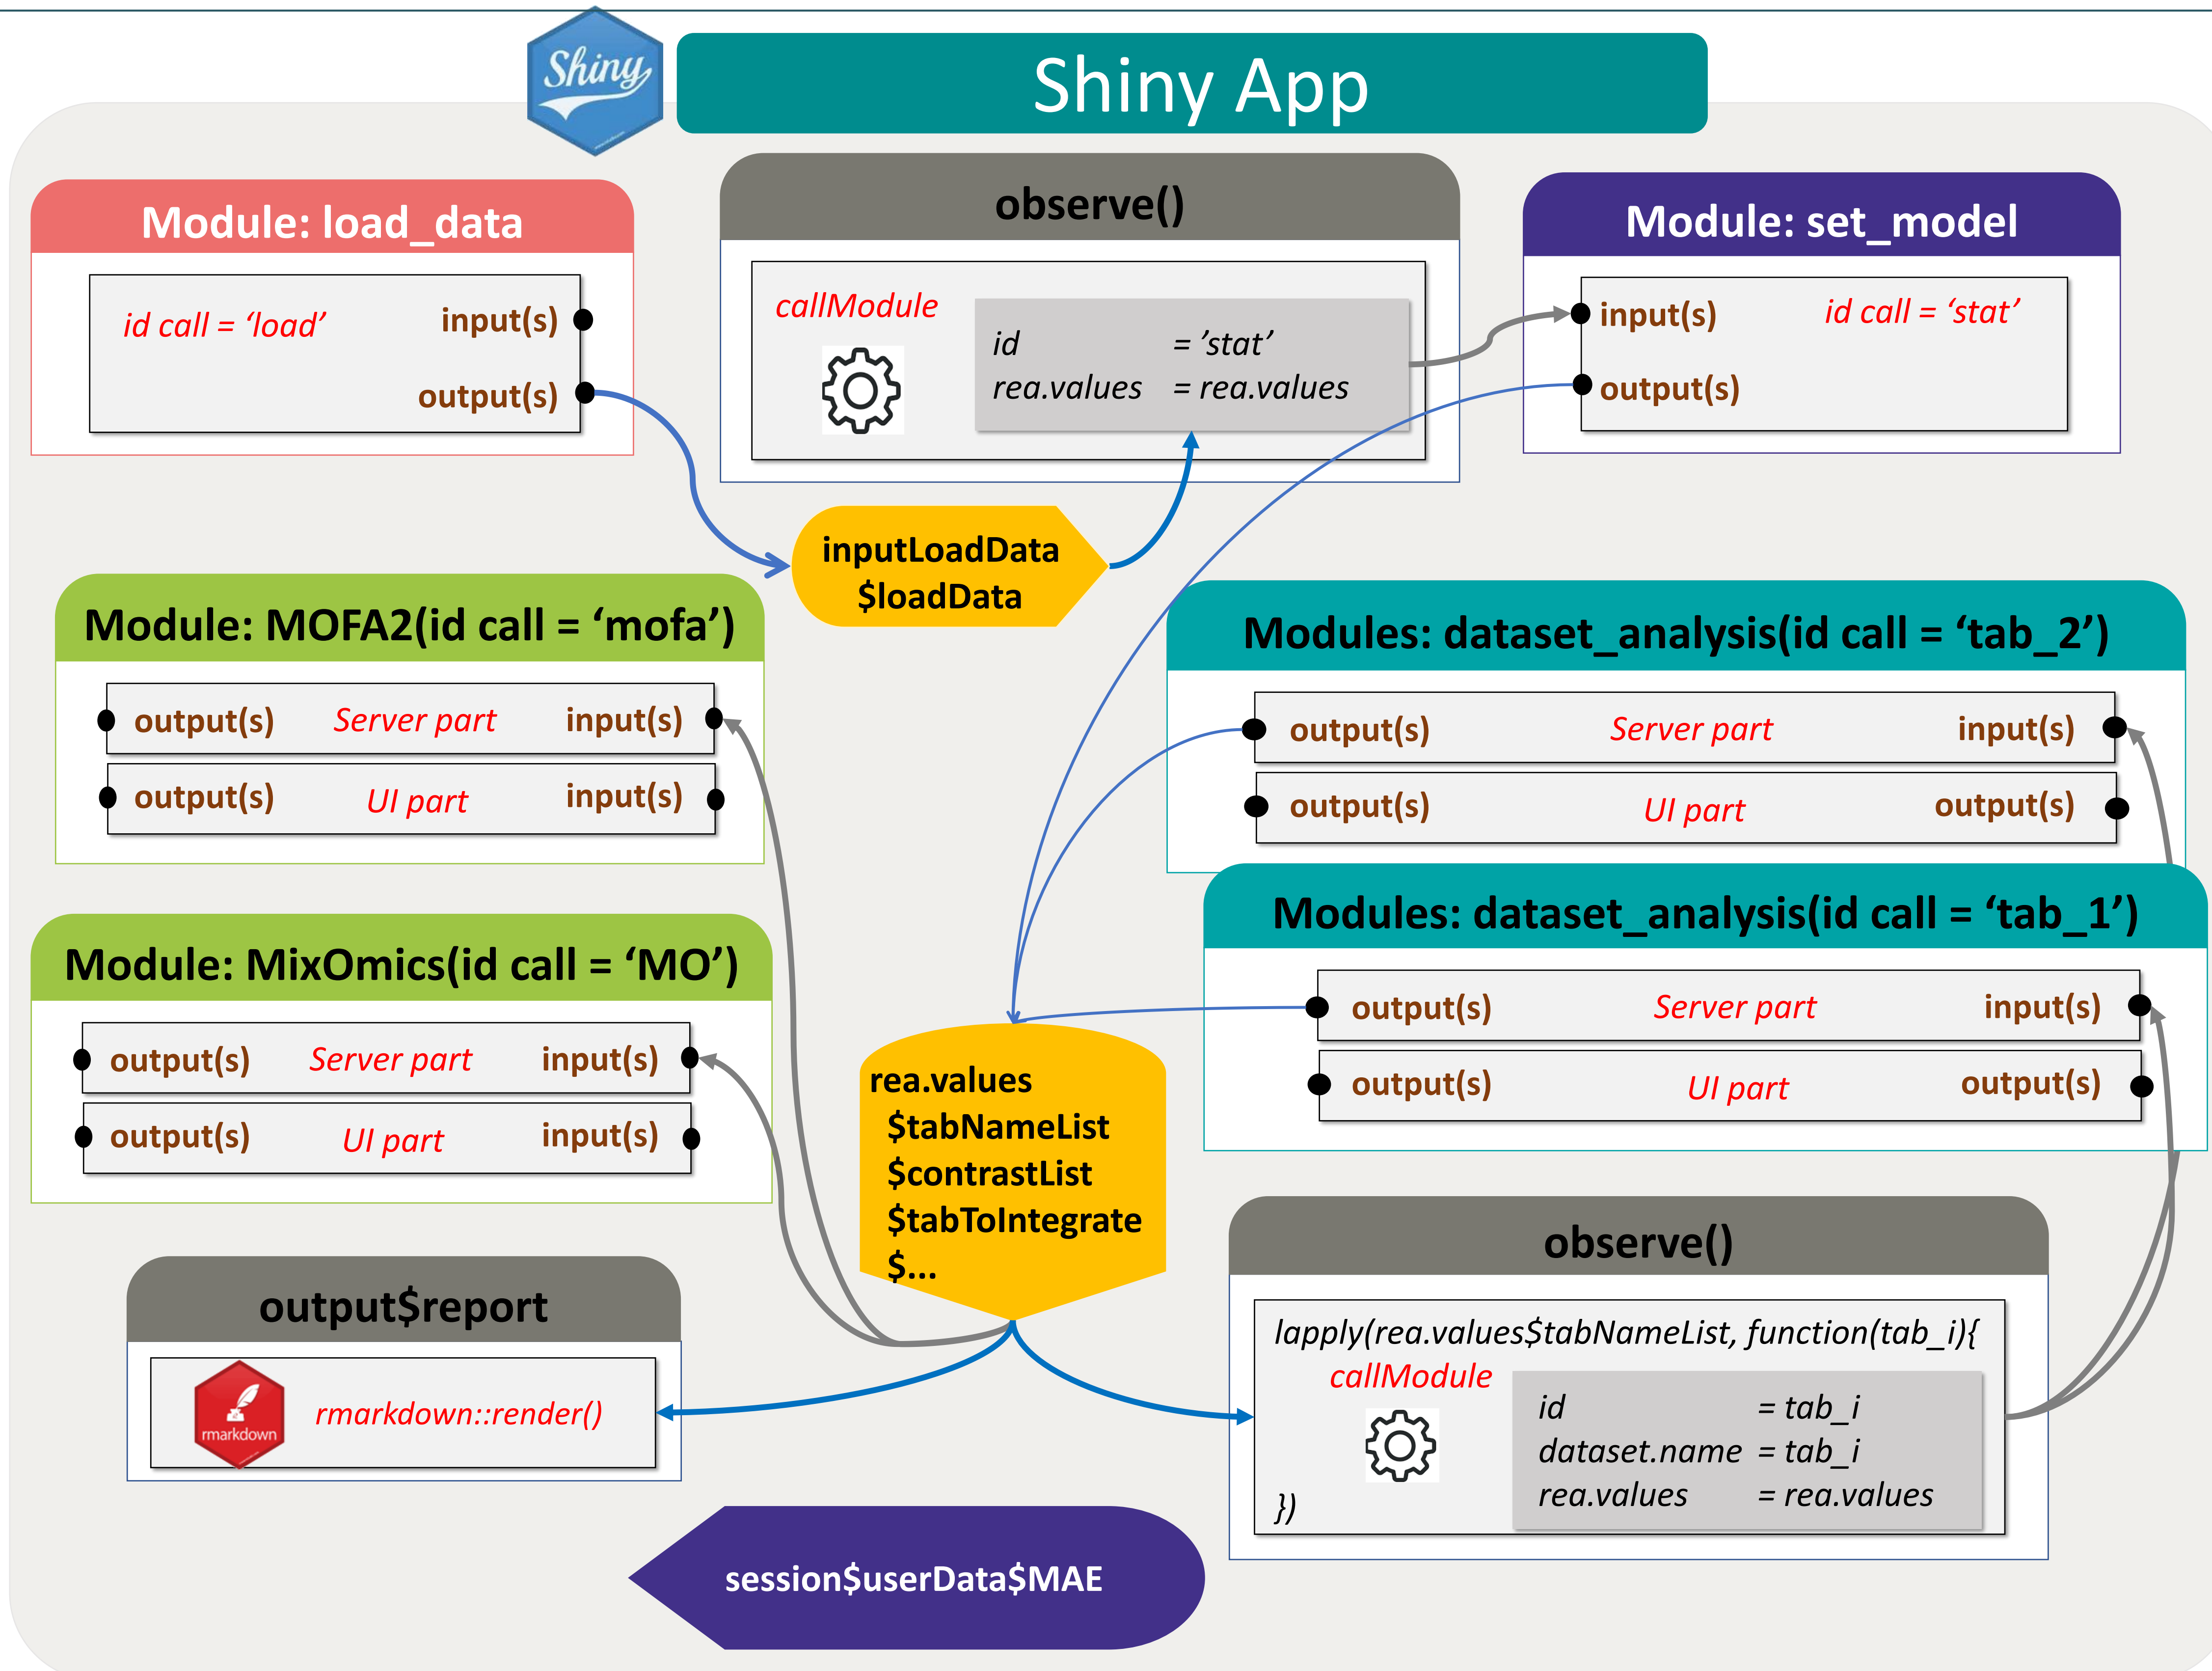 Shiny
Shiny App
Module: load_data
id call = ‘load’
input(s)
output(s)
observe()
callModule
id = ’stat’
rea.values = rea.values
Module: set_model
input(s)
id call = ‘stat’
output(s)
inputLoadData
$loadData
Module: MOFA2(id call = ‘mofa’)
output(s) Server part input(s)
output(s) UI part input(s)
Modules: dataset_analysis(id call = ‘tab_2’)
output(s) Server part input(s)
output(s) UI part output(s)
Modules: dataset_analysis(id call = ‘tab_1’)
output(s) Server part input(s)
output(s) UI part output(s)
Module: MixOmics(id call = ‘MO’)
output(s) Server part input(s)
output(s) UI part input(s)
rea.values
$tabNameList
$contrastList
$tabToIntegrate
$...
output$report
rmarkdown
rmarkdown::render()
observe()
lapply(rea.values$tabNameList, function(tab_i){
callModule
id = tab_i
dataset.name = tab_i
rea.values = rea.values
})
session$userData$MAE